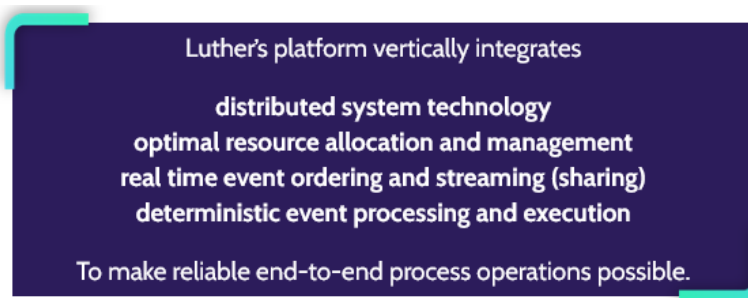 Luther’s platform vertically integrates
distributed system technology
optimal resource allocation and management
real time event ordering and streaming (sharing)
deterministic event processing and execution
To make reliable end-to-end process operations possible.